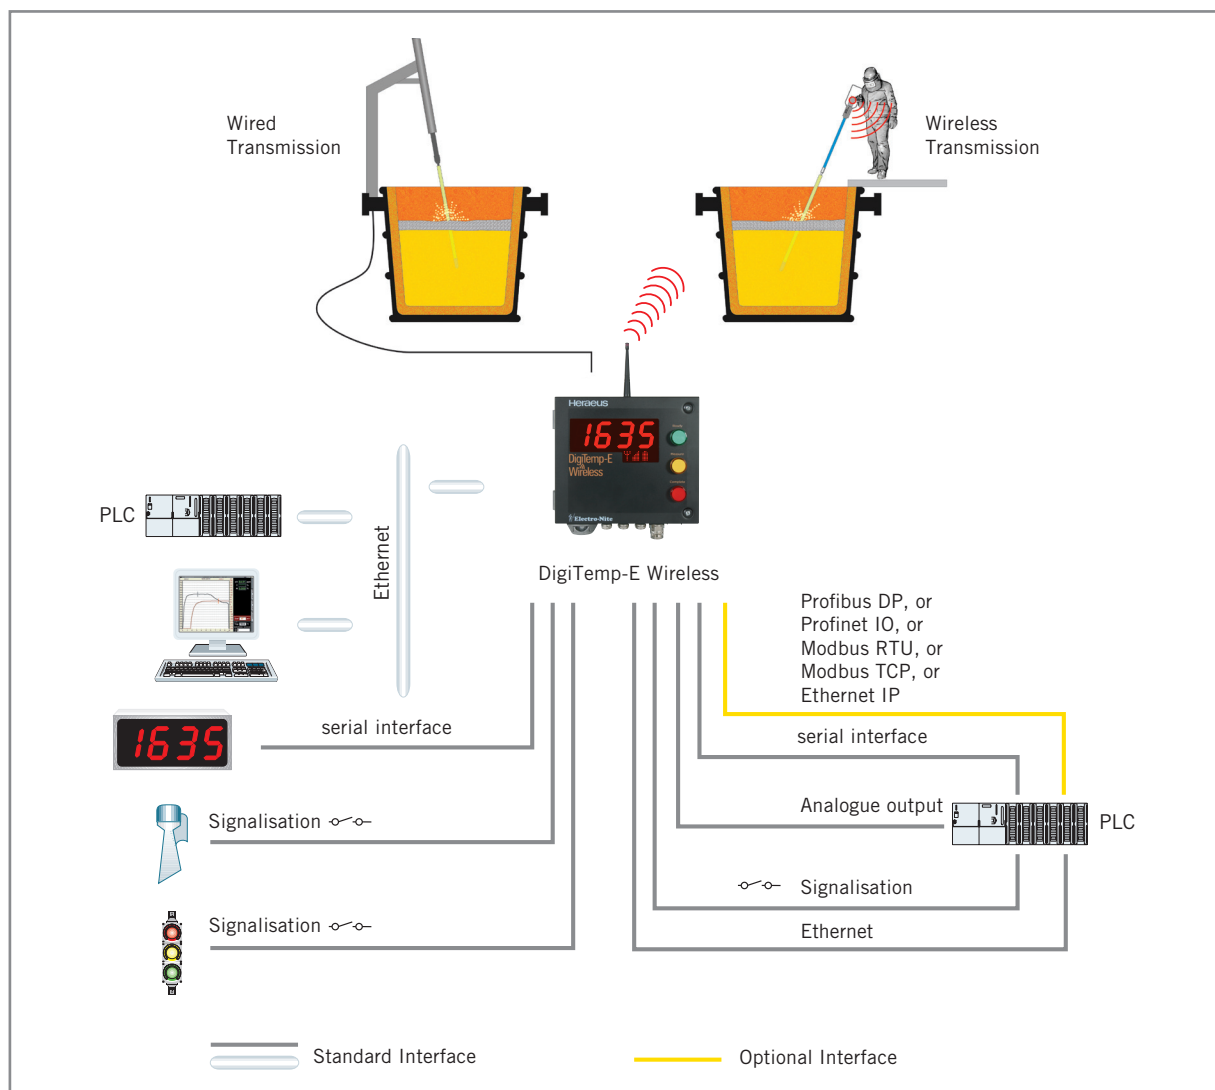 Wired
Transmission
Wireless
Transmission
Heraeus
1635
DigiTemp-E
Wireless
Complete
Electro-Nite
PLC
Ethernet
DigiTemp-E Wireless
Profibus DP, or
Profinet IO, or
Modbus RTU, or
Modbus TCP, or
Ethernet IP
1635
serial interface
serial interface
Signalisation
Analogue output
PLC
Signalisation
Signalisation
Ethernet
Standard Interface
Optional Interface